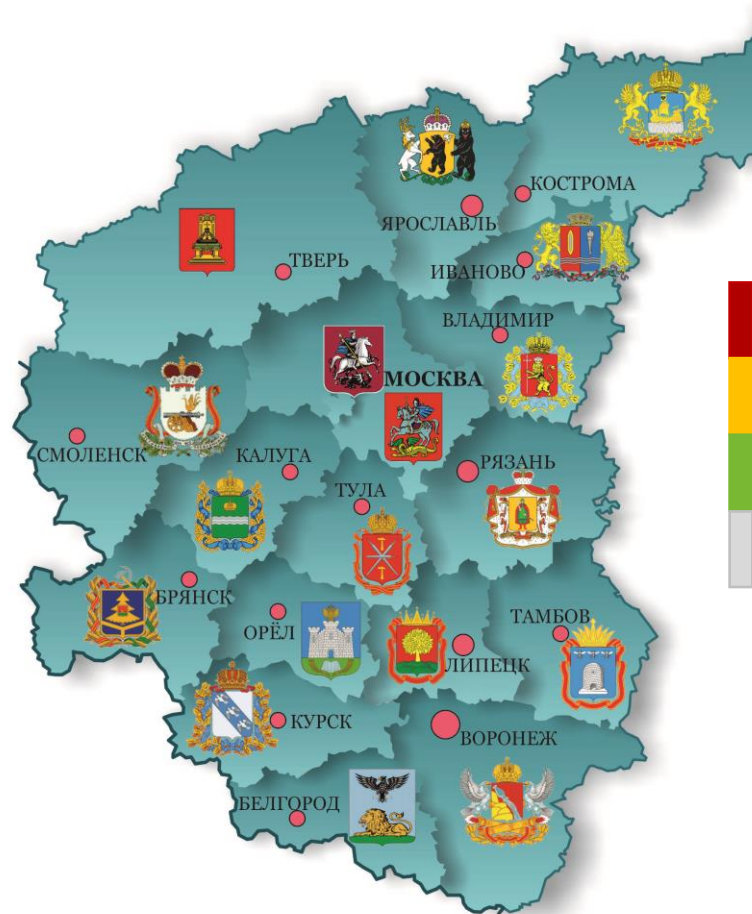 КОСТРОМА
ЯРОСЛАВЛЬ
ИВАНОВО
ТВЕРЬ
ВЛАДИМИР
МОСКВА
СМОЛЕНСК
КАЛУГА
РЯЗАНЬ
ТУЛА
БРЯНСК
ОРЁЛ
ТАМБОВ
ЛИПЕЦК
КУРСК
ВОРОНЕЖ
БЕЛГОРОД